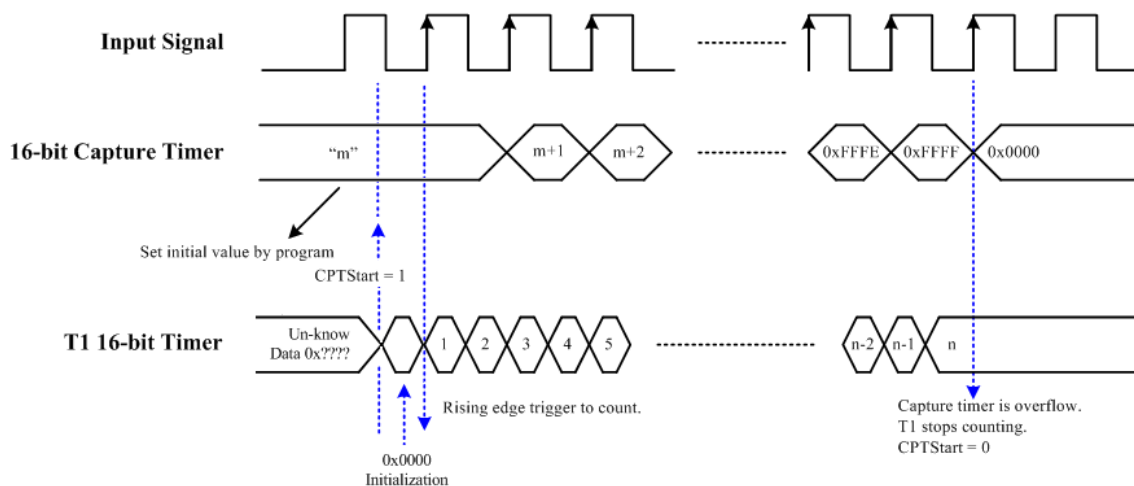 Input Signal
16-bit Capture Timer
“m”
m+1
m+2
0xFFFE
0xFFFF
0x0000
Set initial value by program
CPTStart = 1
T1 16-bit Timer
Un-know
Data 0x????
1
2
3
4
5
n-2
n-1
n
Rising edge trigger to count.
Capture timer is overflow.
T1 stops counting.
CPTStart = 0
0x0000
Initialization